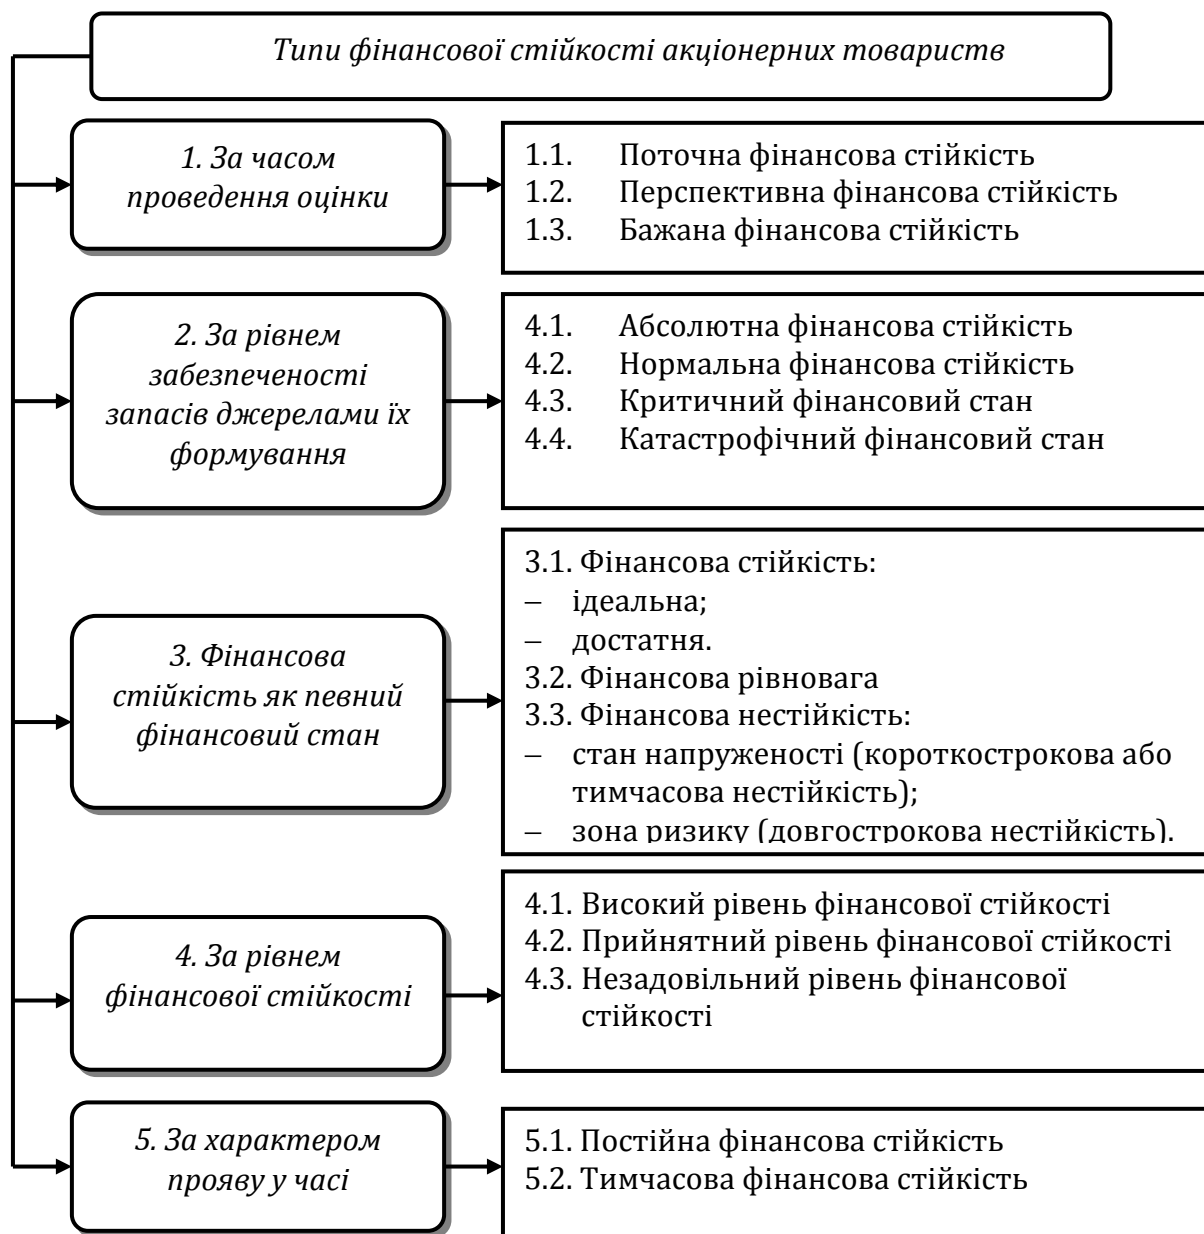 Типи фінансової стійкості акціонерних товариств
1. За часом
проведення оцінки
1.1. Поточна фінансова стійкість
1.2. Перспективна фінансова стійкість
1.3. Бажана фінансова стійкість
2. За рівнем
забезпеченості
запасів джерелами їх
формування
4.1. Абсолютна фінансова стійкість
4.2. Нормальна фінансова стійкість
4.3. Критичний фінансовий стан
4.4. Катастрофічний фінансовий стан
3. Фінансова
стійкість як певний
фінансовий стан
3.1. Фінансова стійкість:
– ідеальна;
– достатня.
3.2. Фінансова рівновага
3.3. Фінансова нестійкість:
– стан напруженості (короткострокова або
тимчасова нестійкість);
– зона ризику (довгострокова нестійкість).
4. За рівнем
фінансової стійкості
4.1. Високий рівень фінансової стійкості
4.2. Прийнятний рівень фінансової стійкості
4.3. Незадовільний рівень фінансової
стійкості
5. За характером
прояву у часі
5.1. Постійна фінансова стійкість
5.2. Тимчасова фінансова стійкість